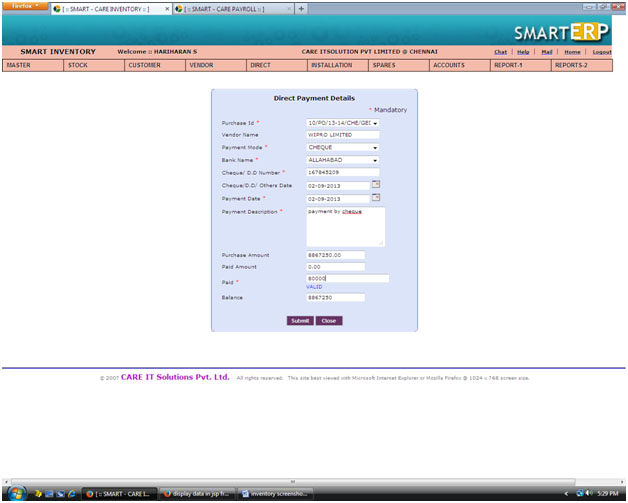 firefox
[ :: SMART - CARE INVENTORY :: ] × [ :: SMART - CARE PAYROLL :: ] × +
SMARTERP
SMART INVENTORY Welcome :: HARIHARAN S CARE ITSOLUTION PVT LIMITED @ CHENNAI Chat | Help | Mail | Home | Logout
MASTER STOCK CUSTOMER VENDOR DIRECT INSTALLATION SPARES ACCOUNTS REPORT-1 REPORTS-2
Direct Payment Details
* Mandatory
Purchase Id * 10/PO/13-14/CHE/GE(
Vendor Name WIPRO LIMITED
Payment Mode * CHEQUE
Bank Name * ALLAHABAD
Cheque/ D.D Number * 167845209
Cheque/D.D/ Others Date 02-09-2013
Payment Date * 02-09-2013
Payment Description * payment by cheque
Purchase Amount 8867250.00
Paid Amount 0.00
Paid * 80000
VALID
Balance 8867250
Submit Close
© 2007 CARE IT Solutions Pvt. Ltd. All rights reserved. This site best viewed with Microsoft Internet Explorer or Mozilla Firefox @ 1024 x 768 screen size.
[ :: SMART - CARE I... display data in jsp fr... inventory screensho... 5:29 PM